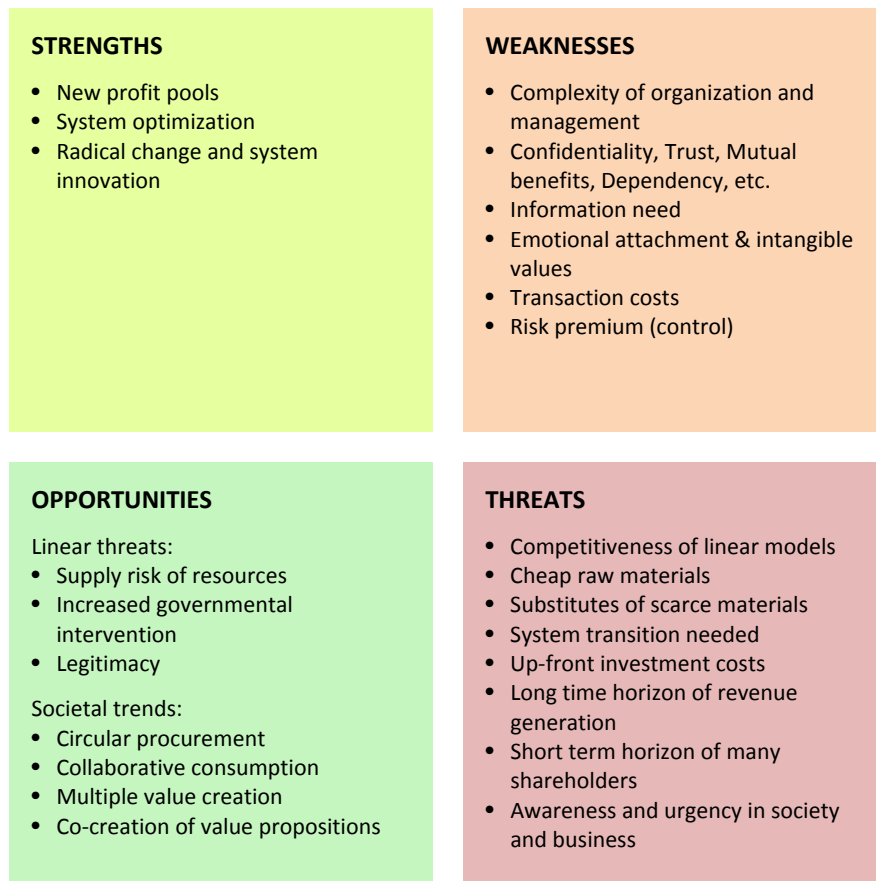 STRENGTHS
• New profit pools
• System optimization
• Radical change and system
innovation
WEAKNESSES
• Complexity of organization and
management
• Confidentiality, Trust, Mutual
benefits, Dependency, etc.
• Information need
• Emotional attachment & intangible
values
• Transaction costs
• Risk premium (control)
OPPORTUNITIES
Linear threats:
• Supply risk of resources
• Increased governmental
intervention
• Legitimacy
Societal trends:
• Circular procurement
• Collaborative consumption
• Multiple value creation
• Co-creation of value propositions
THREATS
• Competitiveness of linear models
• Cheap raw materials
• Substitutes of scarce materials
• System transition needed
• Up-front investment costs
• Long time horizon of revenue
generation
• Short term horizon of many
shareholders
• Awareness and urgency in society
and business